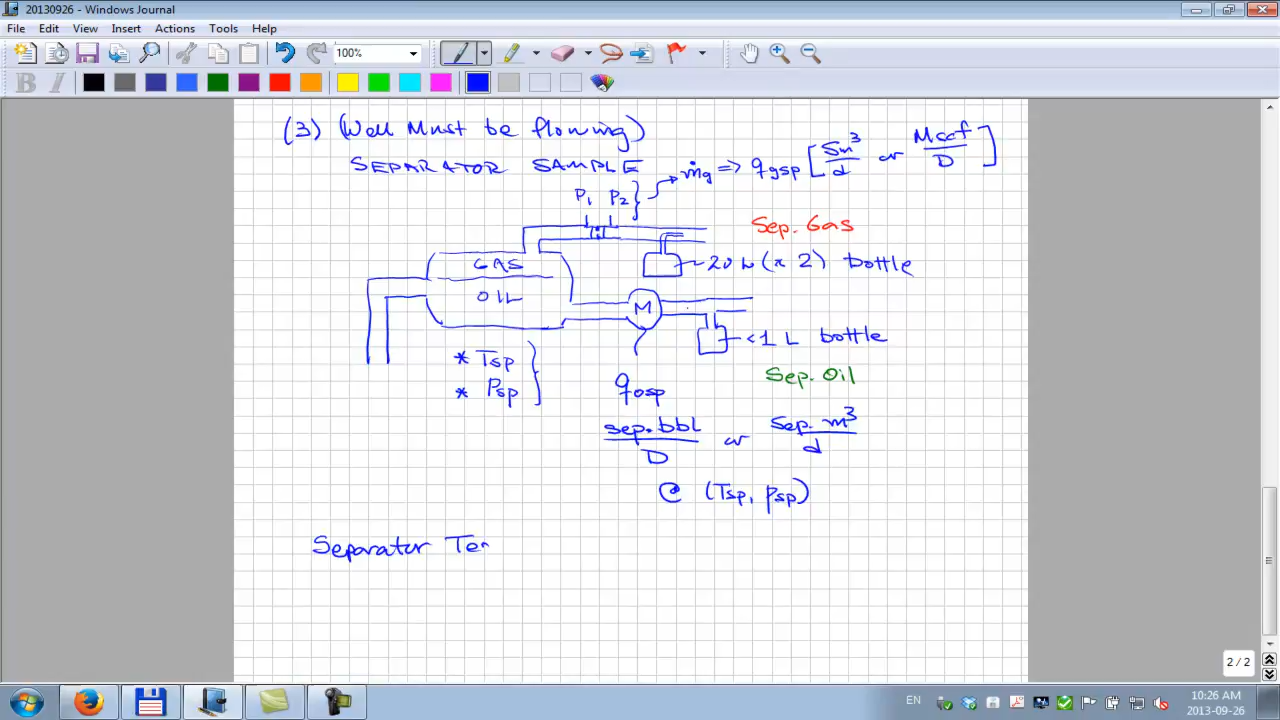 20130926 - Windows Journal
File Edit View Insert Actions Tools Help
100%
B I
(3) (Well Must be flowing)
SEPARATOR SAMPLE
P1 P2 } → ṁg => qgsp [ Sm³/d or Mscf/D ]
Sep. Gas
GAS
20 L (x 2) bottle
OIL
M
<1 L bottle
* Tsp
* Psp
Sep. Oil
qosp
sep. bbl/D or Sep. m³/d
@ (Tsp, psp)
Separator Te
2 / 2
EN
10:26 AM
2013-09-26